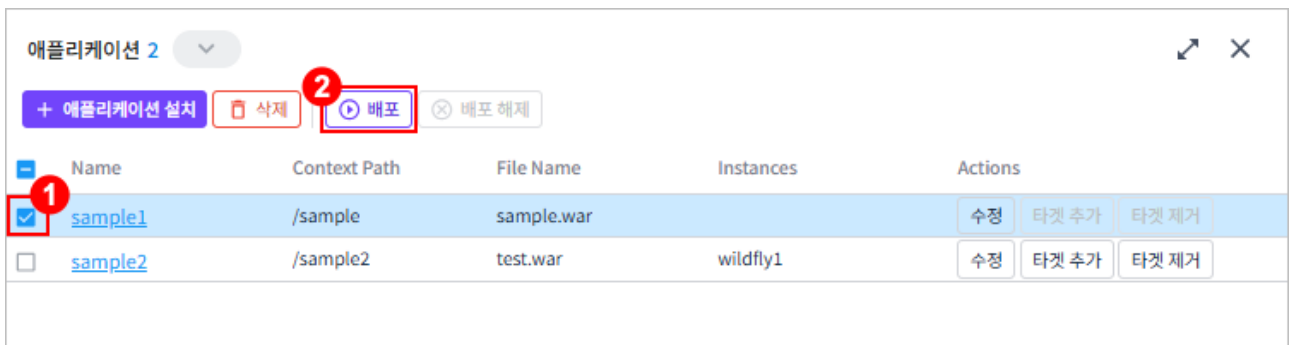 애플리케이션 2
+ 애플리케이션 설치 삭제 2 배포 배포 해제
Name Context Path File Name Instances Actions
1 sample1 /sample sample.war 수정 타겟 추가 타겟 제거
sample2 /sample2 test.war wildfly1 수정 타겟 추가 타겟 제거